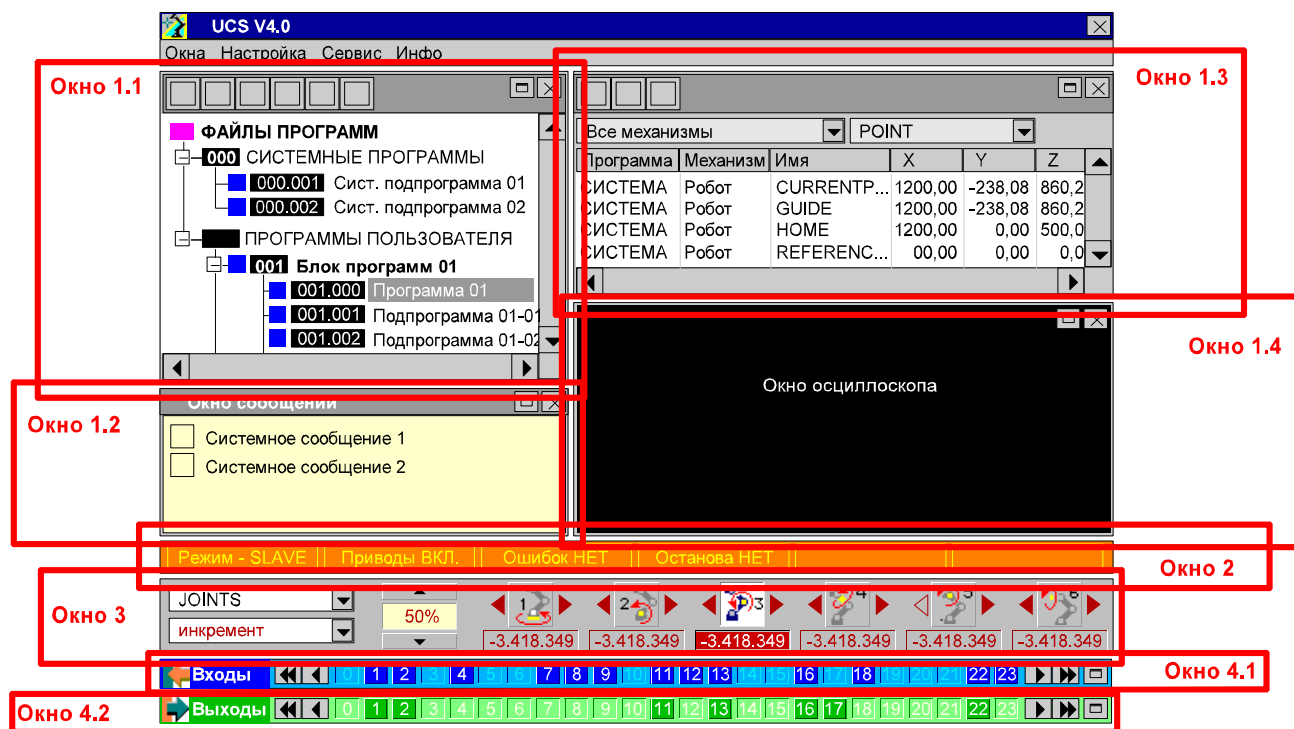 UCS V4.0
Окна Настройка Сервис Инфо
Окно 1.1
Окно 1.3
ФАЙЛЫ ПРОГРАММ
000 СИСТЕМНЫЕ ПРОГРАММЫ
000.001 Сист. подпрограмма 01
000.002 Сист. подпрограмма 02
ПРОГРАММЫ ПОЛЬЗОВАТЕЛЯ
001 Блок программ 01
001.000 Программа 01
001.001 Подпрограмма 01-01
001.002 Подпрограмма 01-02
Все механизмы POINT
Программа Механизм Имя X Y Z
СИСТЕМА Робот CURRENTP... 1200,00 -238,08 860,2
СИСТЕМА Робот GUIDE 1200,00 -238,08 860,2
СИСТЕМА Робот HOME 1200,00 0,00 500,0
СИСТЕМА Робот REFERENC... 00,00 0,00 0,0
Окно 1.4
Окно осциллоскопа
Окно 1.2
Окно сообщений
Системное сообщение 1
Системное сообщение 2
Режим - SLAVE Приводы ВКЛ. Ошибок НЕТ Останова НЕТ
Окно 2
Окно 3
JOINTS
инкремент
50%
1 2 3 4 5 6
-3.418.349 -3.418.349 -3.418.349 -3.418.349 -3.418.349 -3.418.349
Входы 0 1 2 3 4 5 6 7 8 9 10 11 12 13 14 15 16 17 18 19 20 21 22 23
Окно 4.1
Окно 4.2
Выходы 0 1 2 3 4 5 6 7 8 9 10 11 12 13 14 15 16 17 18 19 20 21 22 23